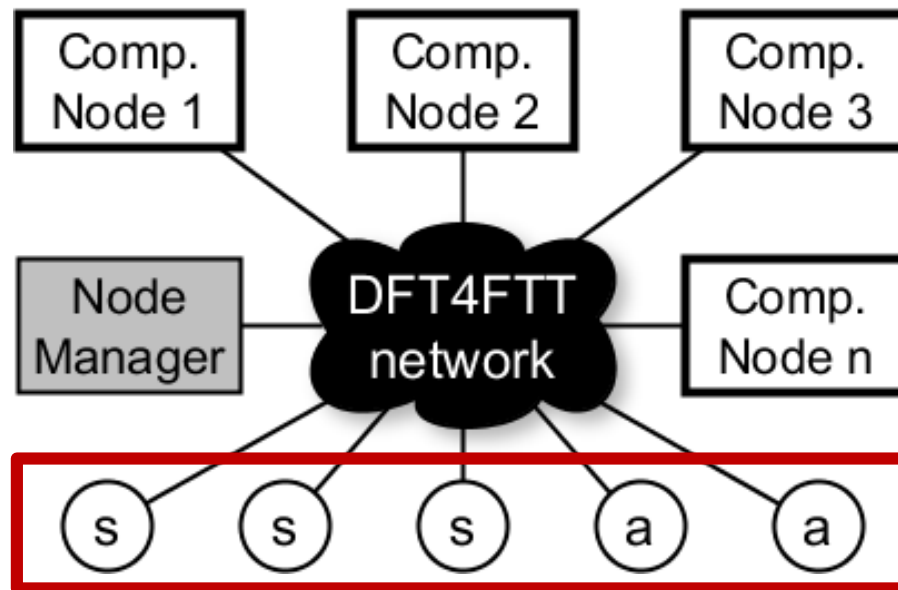 Comp.
Node 1
Comp.
Node 2
Comp.
Node 3
Node
Manager
DFT4FTT
network
Comp.
Node n
s
s
s
a
a